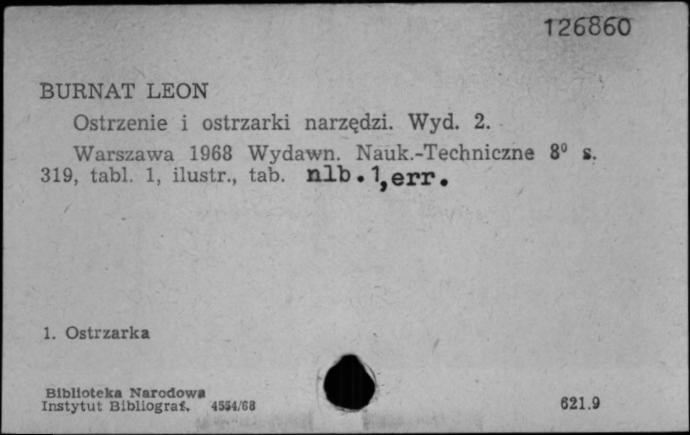 126860
BURNAT LEON
Ostrzenie i ostrzarki narzędzi. Wyd. 2.
Warszawa 1968 Wydawn. Nauk.-Techniczne 8⁰ s.
319, tabl. 1, ilustr., tab. nlb. 1, err.
1. Ostrzarka
Biblioteka Narodowa
Instytut Bibliograf. 4554/68
621.9